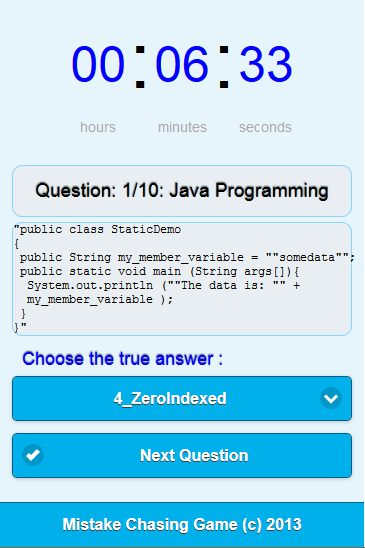 00:06:33
hours minutes seconds
Question: 1/10: Java Programming
"public class StaticDemo
{
public String my_member_variable = ""somedata"";
public static void main (String args[]){
System.out.println (""The data is: "" +
my_member_variable );
}
}"
Choose the true answer :
4_ZeroIndexed
Next Question
Mistake Chasing Game (c) 2013